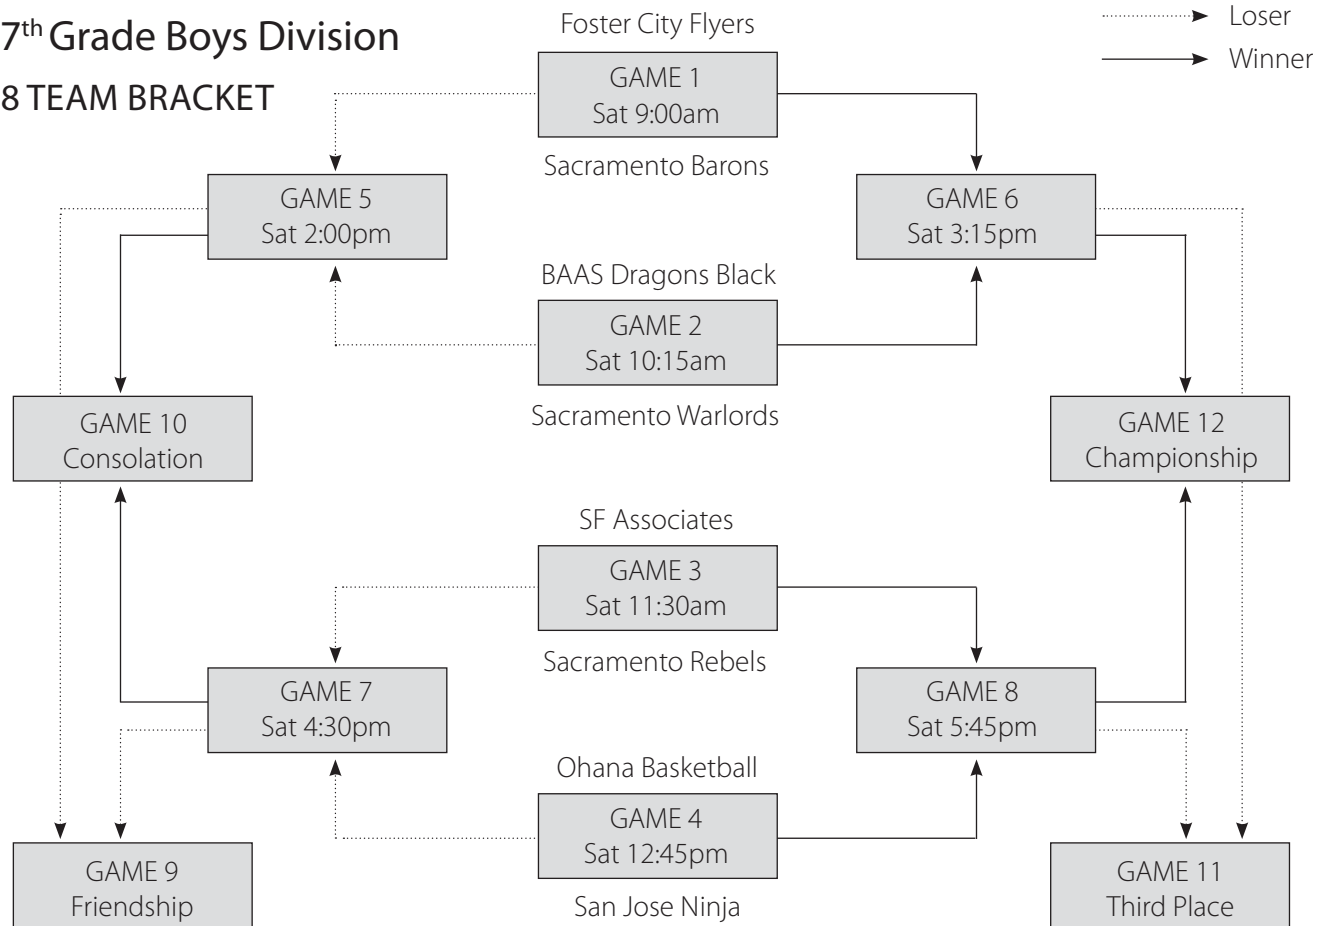 7th Grade Boys Division
8 TEAM BRACKET
Loser
Winner
Foster City Flyers
GAME 1
Sat 9:00am
Sacramento Barons
GAME 5
Sat 2:00pm
GAME 6
Sat 3:15pm
BAAS Dragons Black
GAME 2
Sat 10:15am
Sacramento Warlords
GAME 10
Consolation
GAME 12
Championship
SF Associates
GAME 3
Sat 11:30am
Sacramento Rebels
GAME 7
Sat 4:30pm
GAME 8
Sat 5:45pm
Ohana Basketball
GAME 4
Sat 12:45pm
San Jose Ninja
GAME 9
Friendship
GAME 11
Third Place